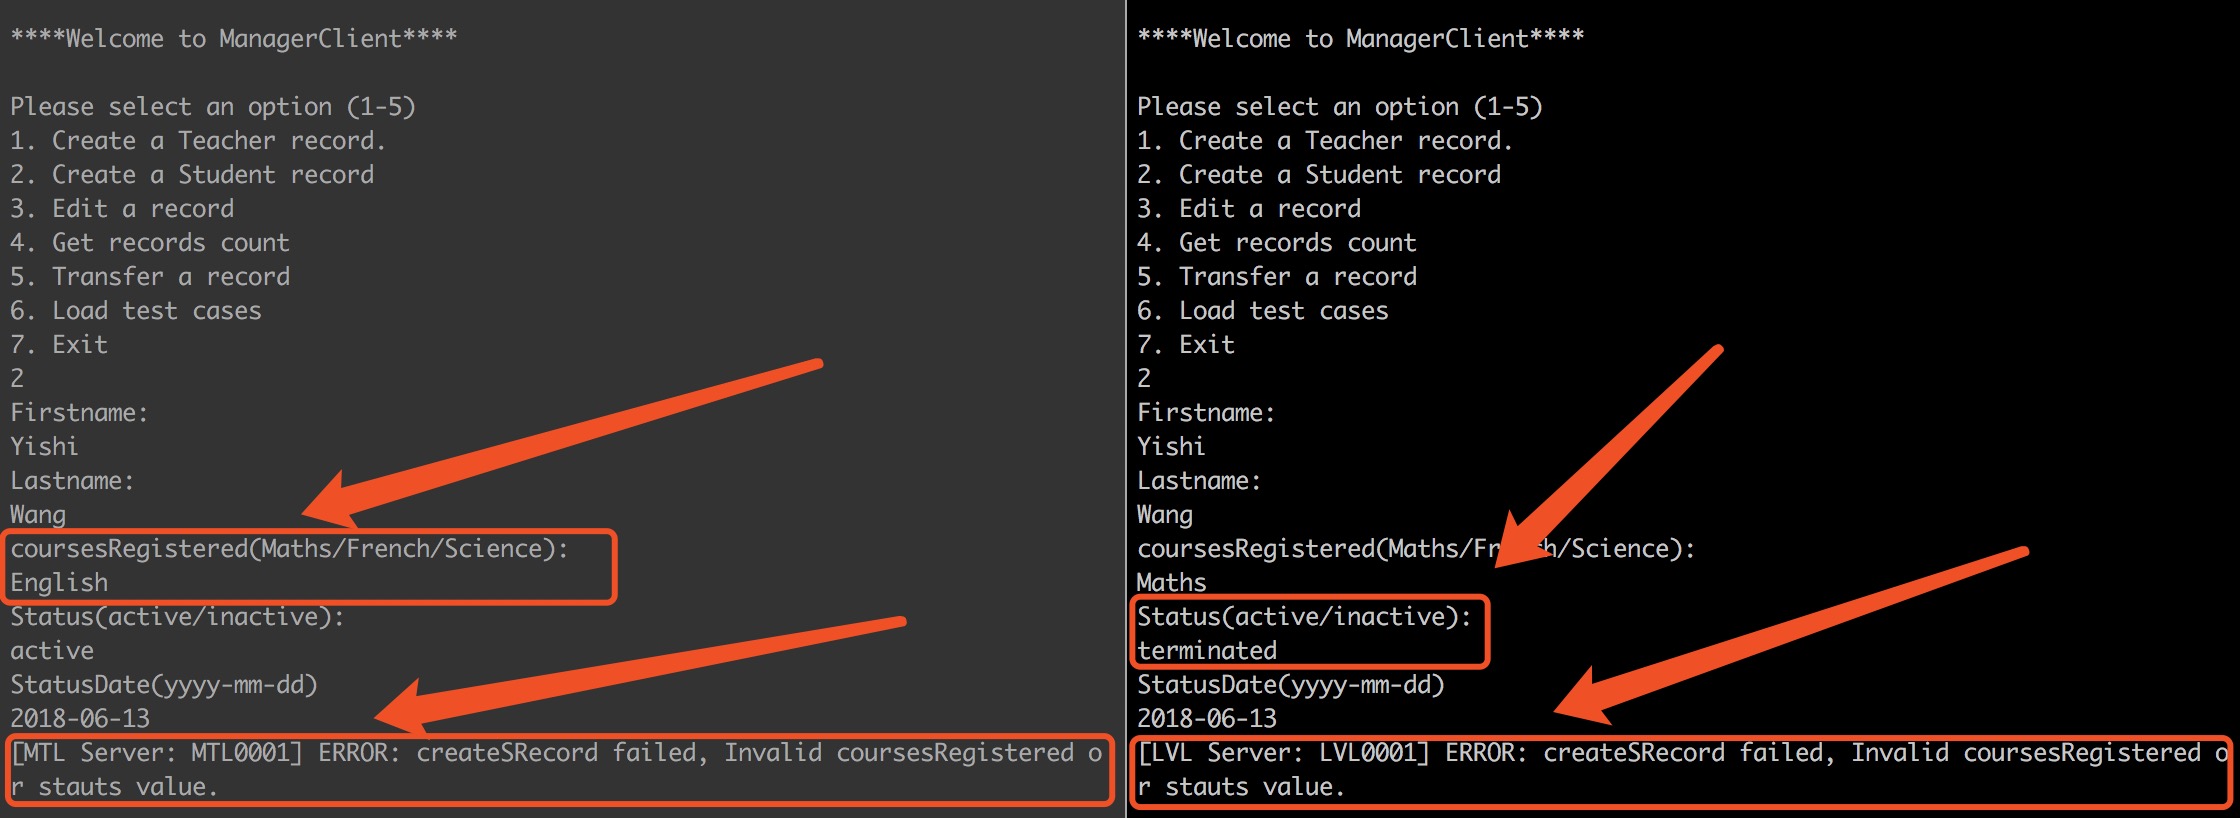 ****Welcome to ManagerClient****
Please select an option (1-5)
1. Create a Teacher record.
2. Create a Student record
3. Edit a record
4. Get records count
5. Transfer a record
6. Load test cases
7. Exit
2
Firstname:
Yishi
Lastname:
Wang
coursesRegistered(Maths/French/Science):
English
Status(active/inactive):
active
StatusDate(yyyy-mm-dd)
2018-06-13
[MTL Server: MTL0001] ERROR: createSRecord failed, Invalid coursesRegistered o
r stauts value.
****Welcome to ManagerClient****
Please select an option (1-5)
1. Create a Teacher record.
2. Create a Student record
3. Edit a record
4. Get records count
5. Transfer a record
6. Load test cases
7. Exit
2
Firstname:
Yishi
Lastname:
Wang
coursesRegistered(Maths/French/Science):
Maths
Status(active/inactive):
terminated
StatusDate(yyyy-mm-dd)
2018-06-13
[LVL Server: LVL0001] ERROR: createSRecord failed, Invalid coursesRegistered o
r stauts value.